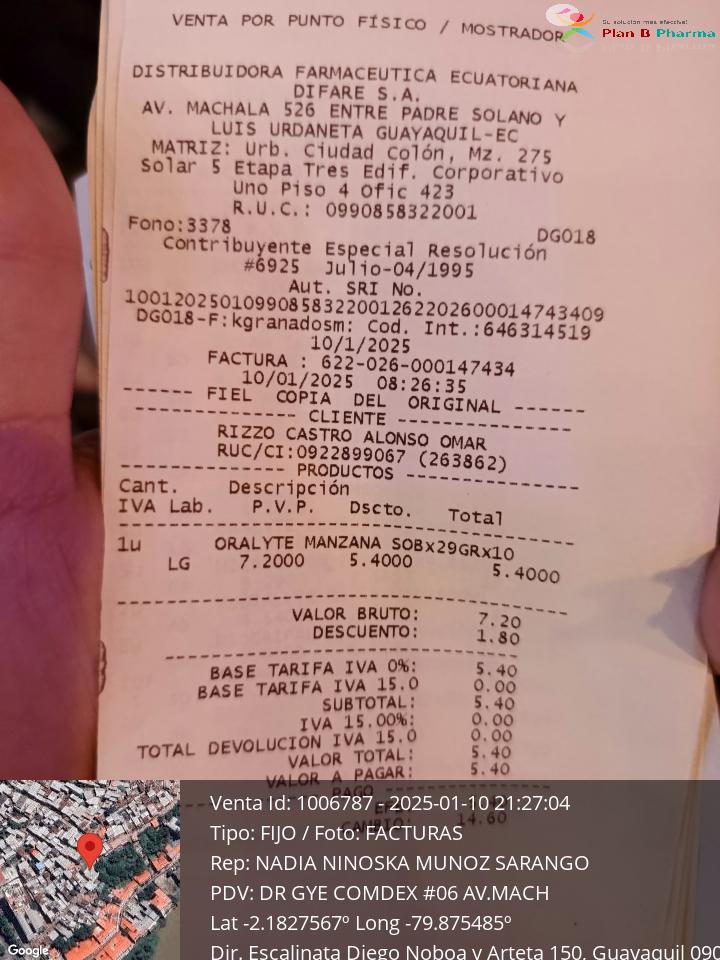 Su solución más efectiva!
Plan B Pharma
VENTA POR PUNTO FÍSICO / MOSTRADOR
DISTRIBUIDORA FARMACEUTICA ECUATORIANA
DIFARE S.A.
AV. MACHALA 526 ENTRE PADRE SOLANO Y
LUIS URDANETA GUAYAQUIL-EC
MATRIZ: Urb. Ciudad Colón, Mz. 275
Solar 5 Etapa Tres Edif. Corporativo
Uno Piso 4 Ofic 423
R.U.C.: 0990858322001
Fono:3378 DG018
Contribuyente Especial Resolución
#6925 Julio-04/1995
Aut. SRI No.
10012025010990858322001262202600014743409
DG018-F:kgranadosm: Cod. Int.:646314519
10/1/2025
FACTURA : 622-026-000147434
10/01/2025 08:26:35
------ FIEL COPIA DEL ORIGINAL ------
-------------- CLIENTE --------------
RIZZO CASTRO ALONSO OMAR
RUC/CI:0922899067 (263862)
-------------- PRODUCTOS --------------
Cant. Descripción
IVA Lab. P.V.P. Dscto. Total
1u ORALYTE MANZANA SOBx29GRx10
LG 7.2000 5.4000 5.4000
VALOR BRUTO: 7.20
DESCUENTO: 1.80
BASE TARIFA IVA 0%: 5.40
BASE TARIFA IVA 15.0 0.00
SUBTOTAL: 5.40
IVA 15.00%: 0.00
TOTAL DEVOLUCION IVA 15.0 0.00
VALOR TOTAL: 5.40
VALOR A PAGAR: 5.40
PAGO
CAMBIO: 14.60
Venta Id: 1006787 - 2025-01-10 21:27:04
Tipo: FIJO / Foto: FACTURAS
Rep: NADIA NINOSKA MUNOZ SARANGO
PDV: DR GYE COMDEX #06 AV.MACH
Lat -2.1827567º Long -79.875485º
Dir. Escalinata Diego Noboa y Arteta 150, Guayaquil 090
Google